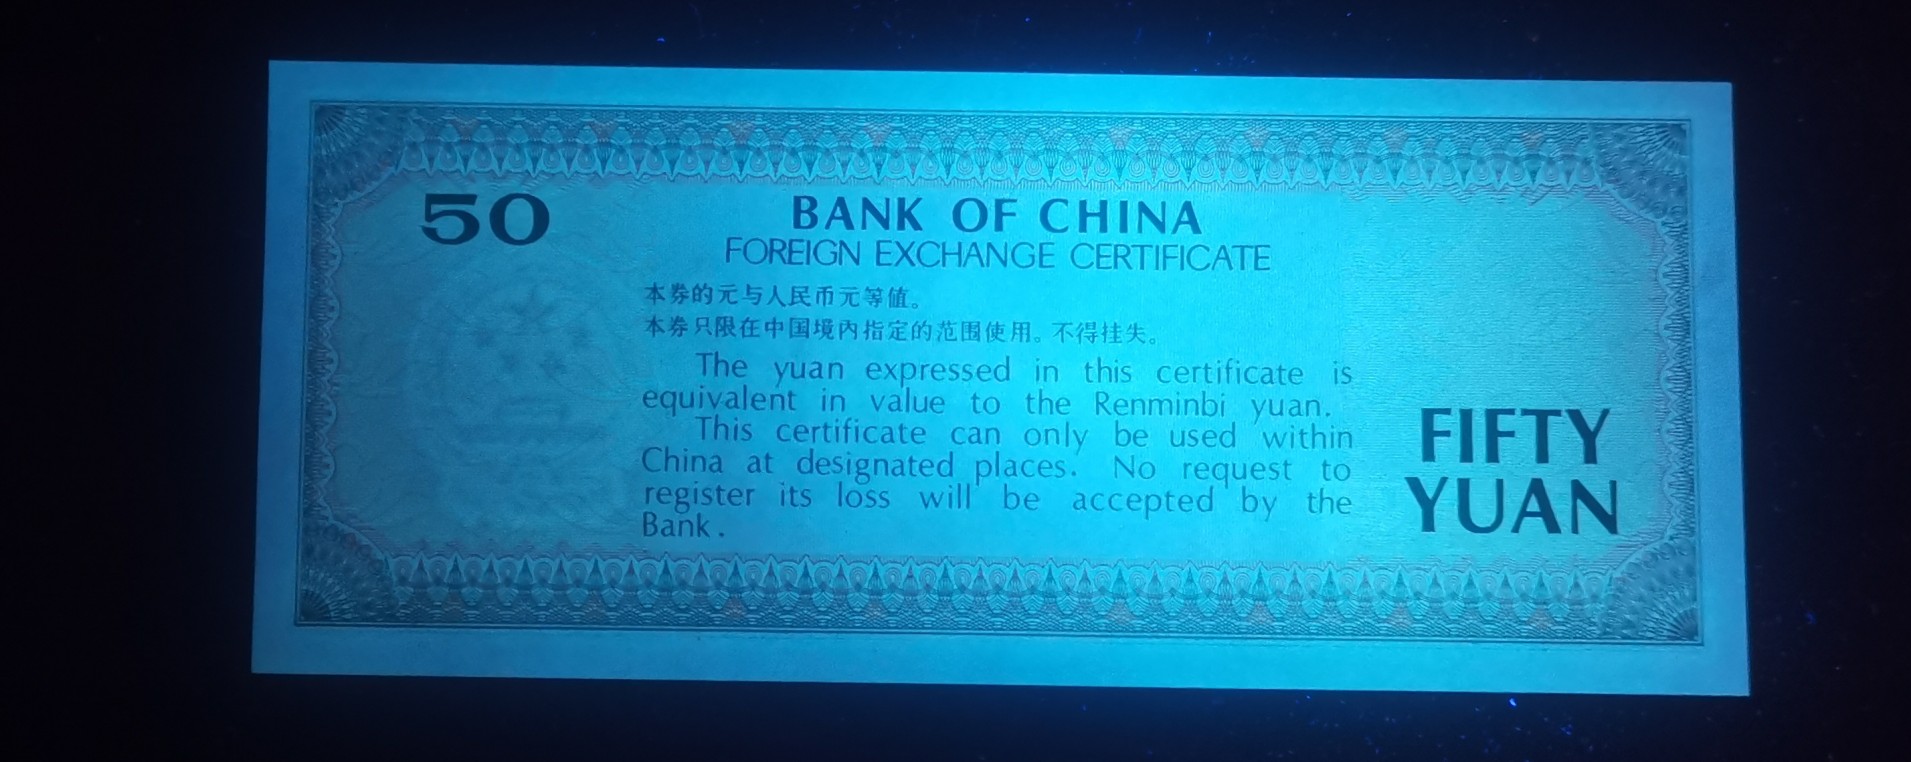 50
BANK OF CHINA
FOREIGN EXCHANGE CERTIFICATE
本券的元与人民币元等值。
本券只限在中国境内指定的范围使用。不得挂失。
The yuan expressed in this certificate is
equivalent in value to the Renminbi yuan.
This certificate can only be used within
China at designated places. No request to
register its loss will be accepted by the
Bank.
FIFTY
YUAN